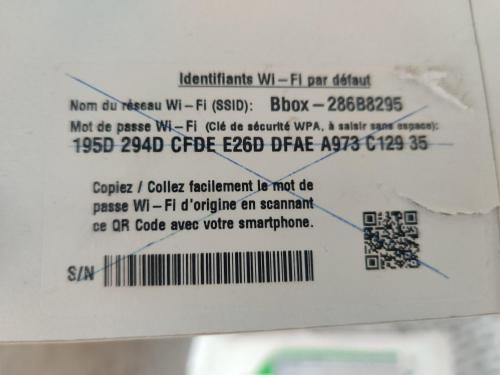 Identifiants Wi-Fi par défaut
Nom du réseau Wi-Fi (SSID): Bbox-286B8295
Mot de passe Wi-Fi (Clé de sécurité WPA, à saisir sans espace):
195D 294D CFDE E26D DFAE A973 C129 35
Copiez / Collez facilement le mot de
passe Wi-Fi d'origine en scannant
ce QR Code avec votre smartphone.
S/N